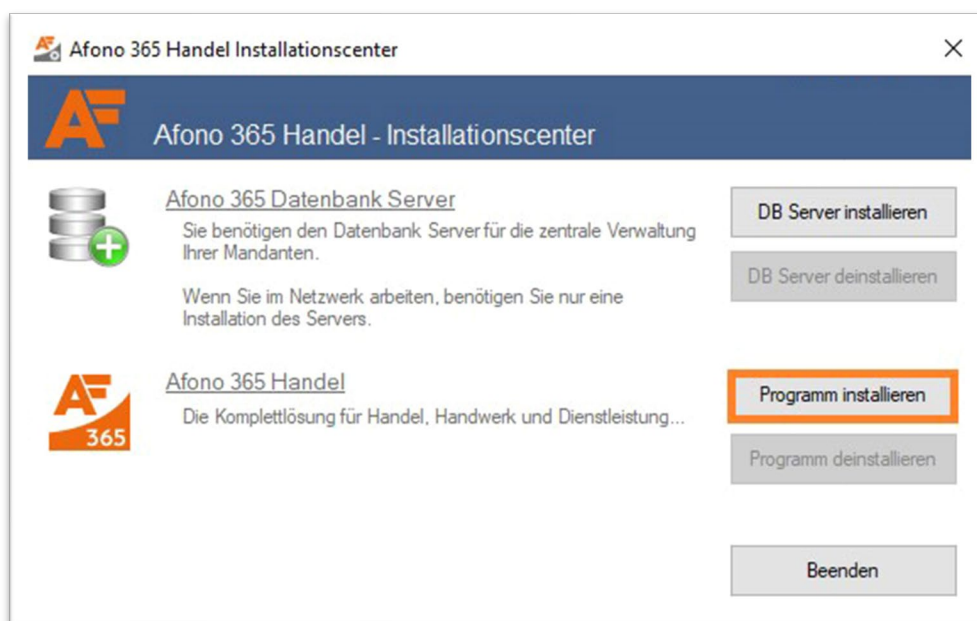 Afono 365 Handel Installationscenter
AF
Afono 365 Handel - Installationscenter
Afono 365 Datenbank Server
Sie benötigen den Datenbank Server für die zentrale Verwaltung
Ihrer Mandanten.
Wenn Sie im Netzwerk arbeiten, benötigen Sie nur eine
Installation des Servers.
DB Server installieren
DB Server deinstallieren
AF
365
Afono 365 Handel
Die Komplettlösung für Handel, Handwerk und Dienstleistung...
Programm installieren
Programm deinstallieren
Beenden